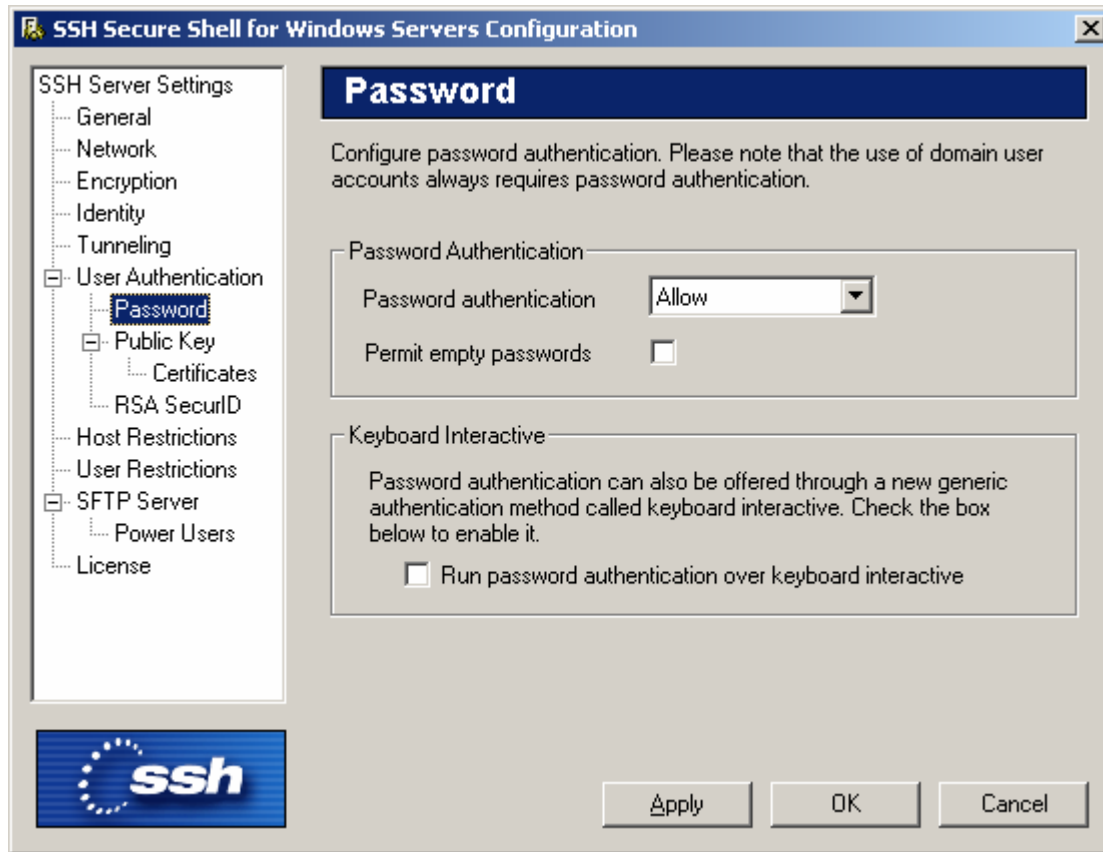 SSH Secure Shell for Windows Servers Configuration
SSH Server Settings
General
Network
Encryption
Identity
Tunneling
User Authentication
Password
Public Key
Certificates
RSA SecurID
Host Restrictions
User Restrictions
SFTP Server
Power Users
License
ssh
Password
Configure password authentication. Please note that the use of domain user
accounts always requires password authentication.
Password Authentication
Password authentication
Allow
Permit empty passwords
Keyboard Interactive
Password authentication can also be offered through a new generic
authentication method called keyboard interactive. Check the box
below to enable it.
Run password authentication over keyboard interactive
Apply
OK
Cancel